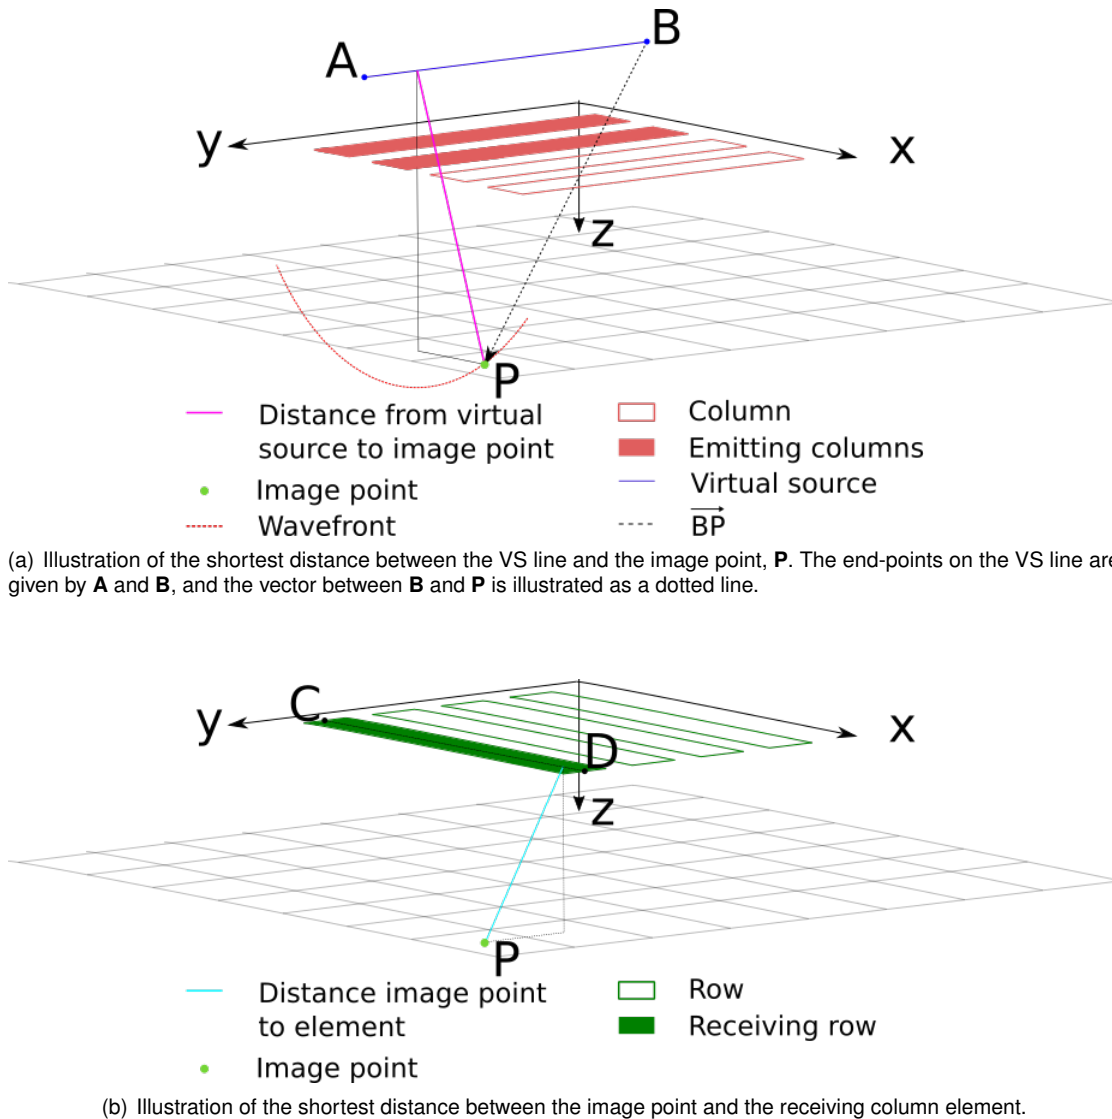 A
B
y
x
z
P
Distance from virtual
source to image point
Image point
Wavefront
Column
Emitting columns
Virtual source
BP
(a) Illustration of the shortest distance between the VS line and the image point, P. The end-points on the VS line are
given by A and B, and the vector between B and P is illustrated as a dotted line.
C
y
D
x
z
P
Distance image point
to element
Image point
Row
Receiving row
(b) Illustration of the shortest distance between the image point and the receiving column element.